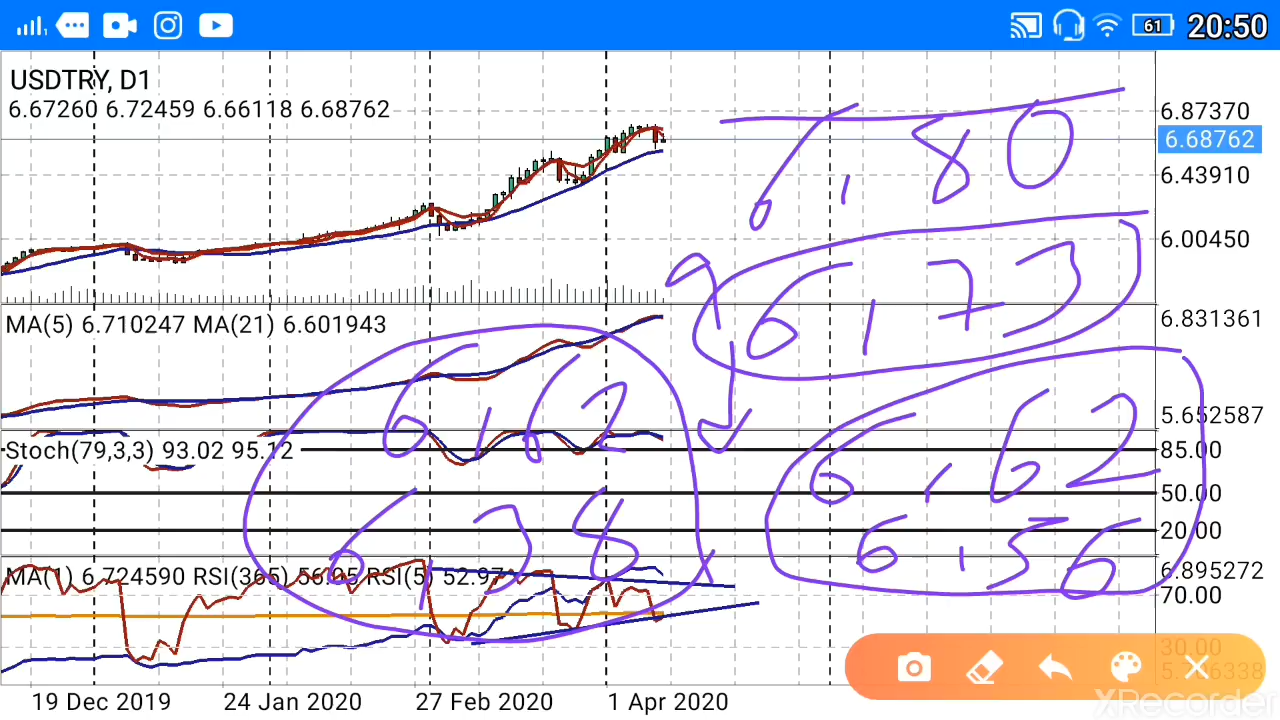 61 20:50
USDTRY, D1
6.67260 6.72459 6.66118 6.68762
6.87370
6.68762
6.43910
6.00450
6,80
6,73
MA(5) 6.710247 MA(21) 6.601943
6.831361
5.652587
6,62
6,38
6,62
6,56
Stoch(79,3,3) 93.02 95.12
85.00
50.00
20.00
MA(1) 6.724590 RSI(365) 56.05 RSI(5) 52.97
6.895272
70.00
30.00
19 Dec 2019 24 Jan 2020 27 Feb 2020 1 Apr 2020
XRecorder